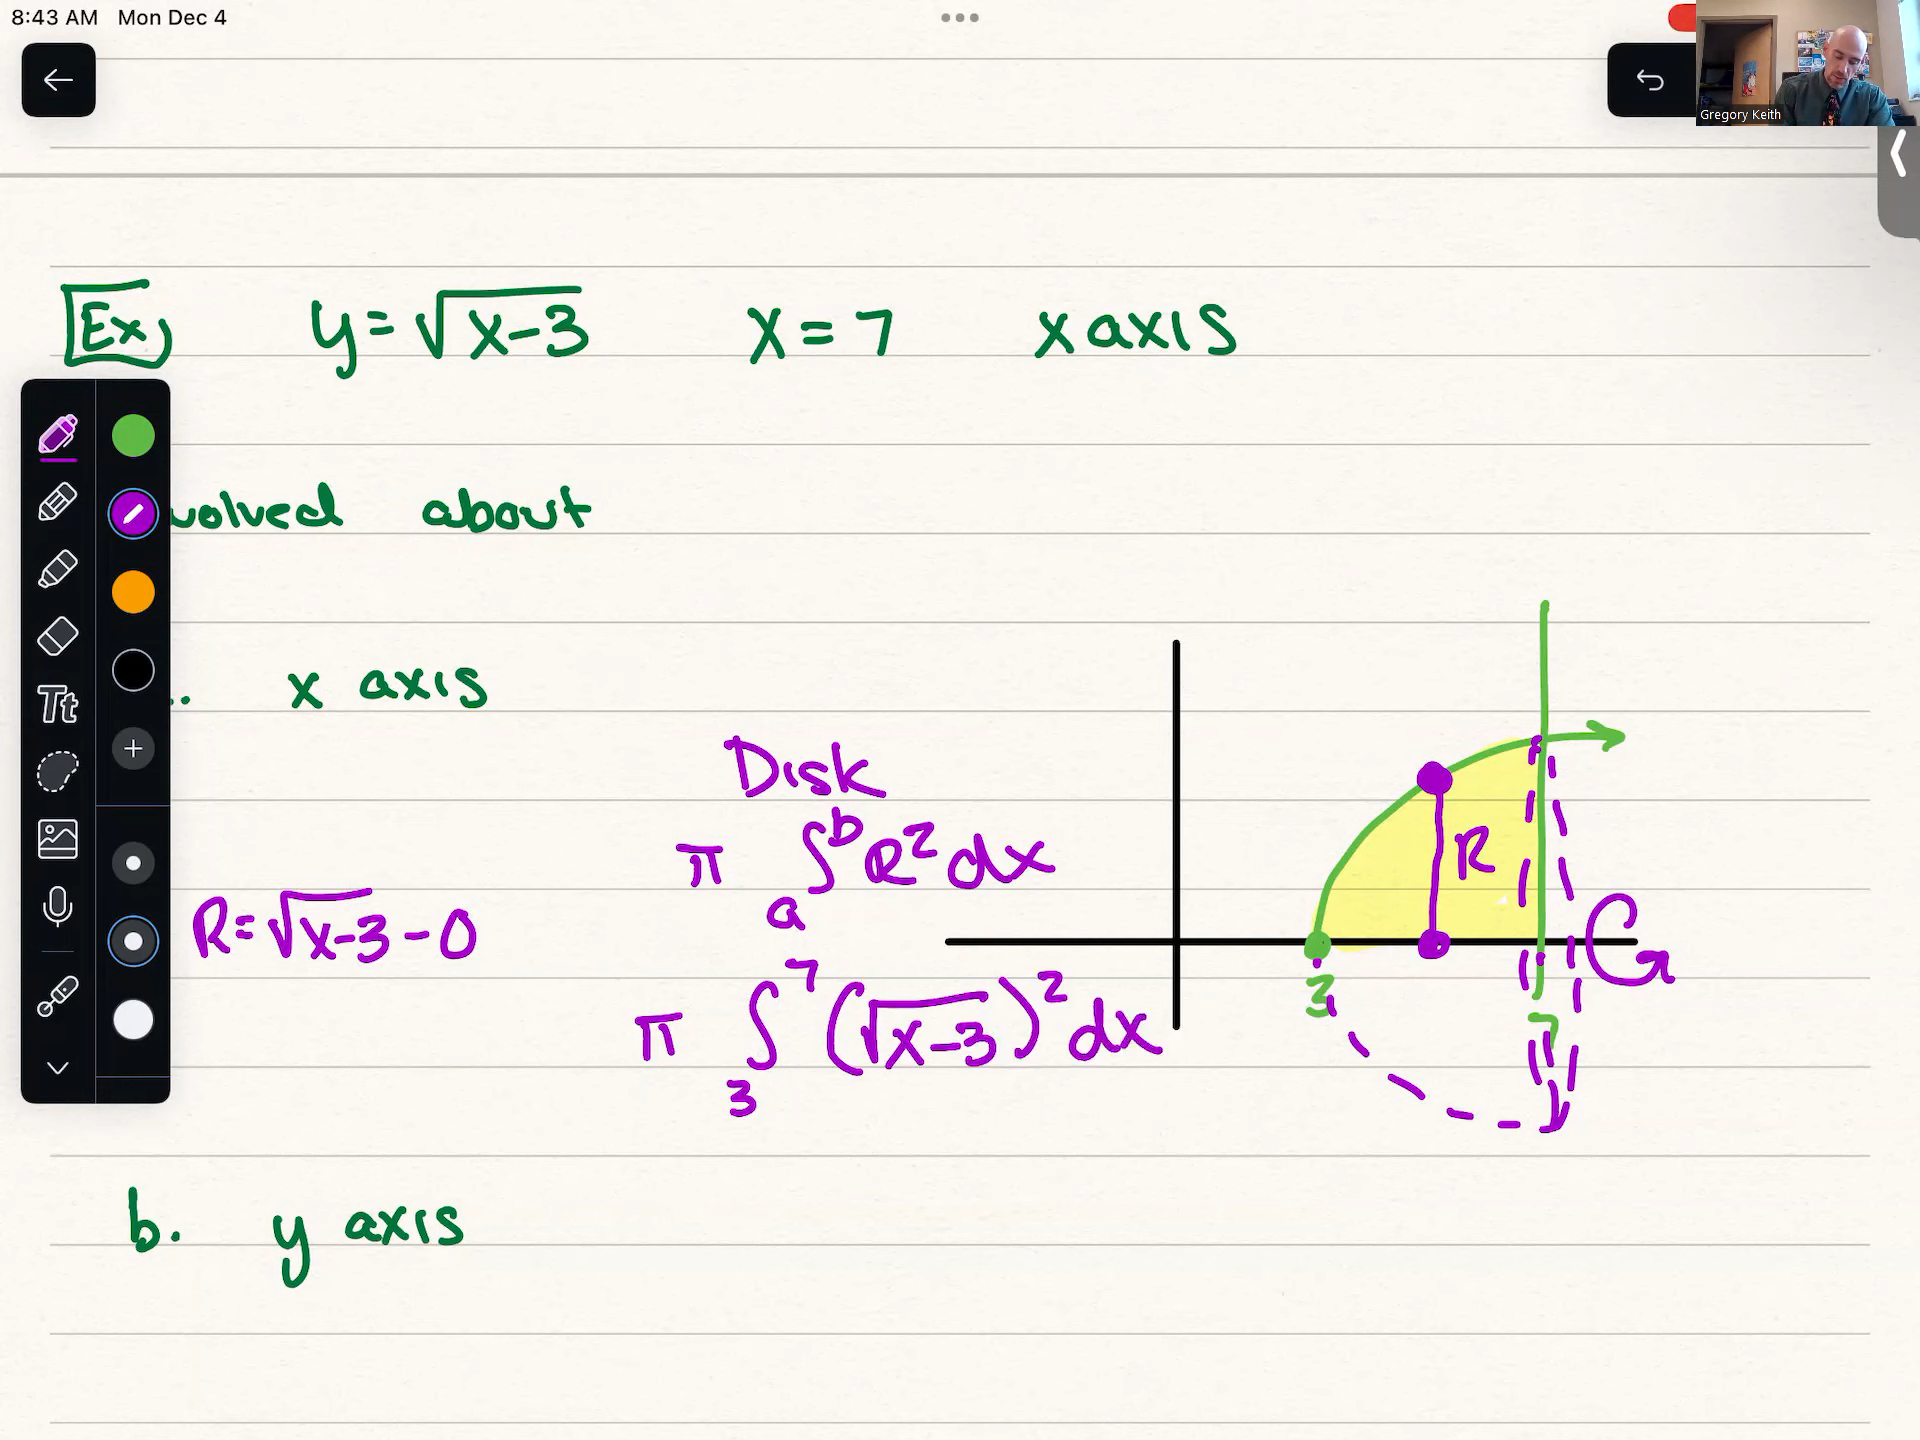 8:43 AM Mon Dec 4
Gregory Keith
Ex) y=√x-3 x=7 x axis
volved about
Tt
. x axis
Disk
π ∫ₐᵇ R² dx
R
R=√x-3-0
π ∫₃⁷ (√x-3)² dx
3
7
b. y axis